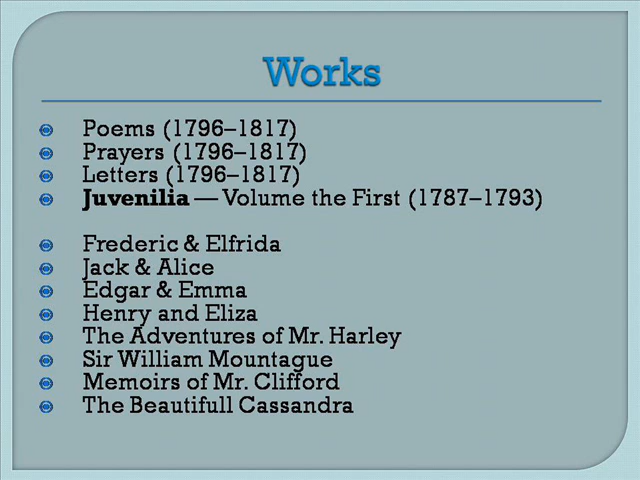 Works
Poems (1796–1817)
Prayers (1796–1817)
Letters (1796–1817)
Juvenilia — Volume the First (1787–1793)
Frederic & Elfrida
Jack & Alice
Edgar & Emma
Henry and Eliza
The Adventures of Mr. Harley
Sir William Mountague
Memoirs of Mr. Clifford
The Beautifull Cassandra